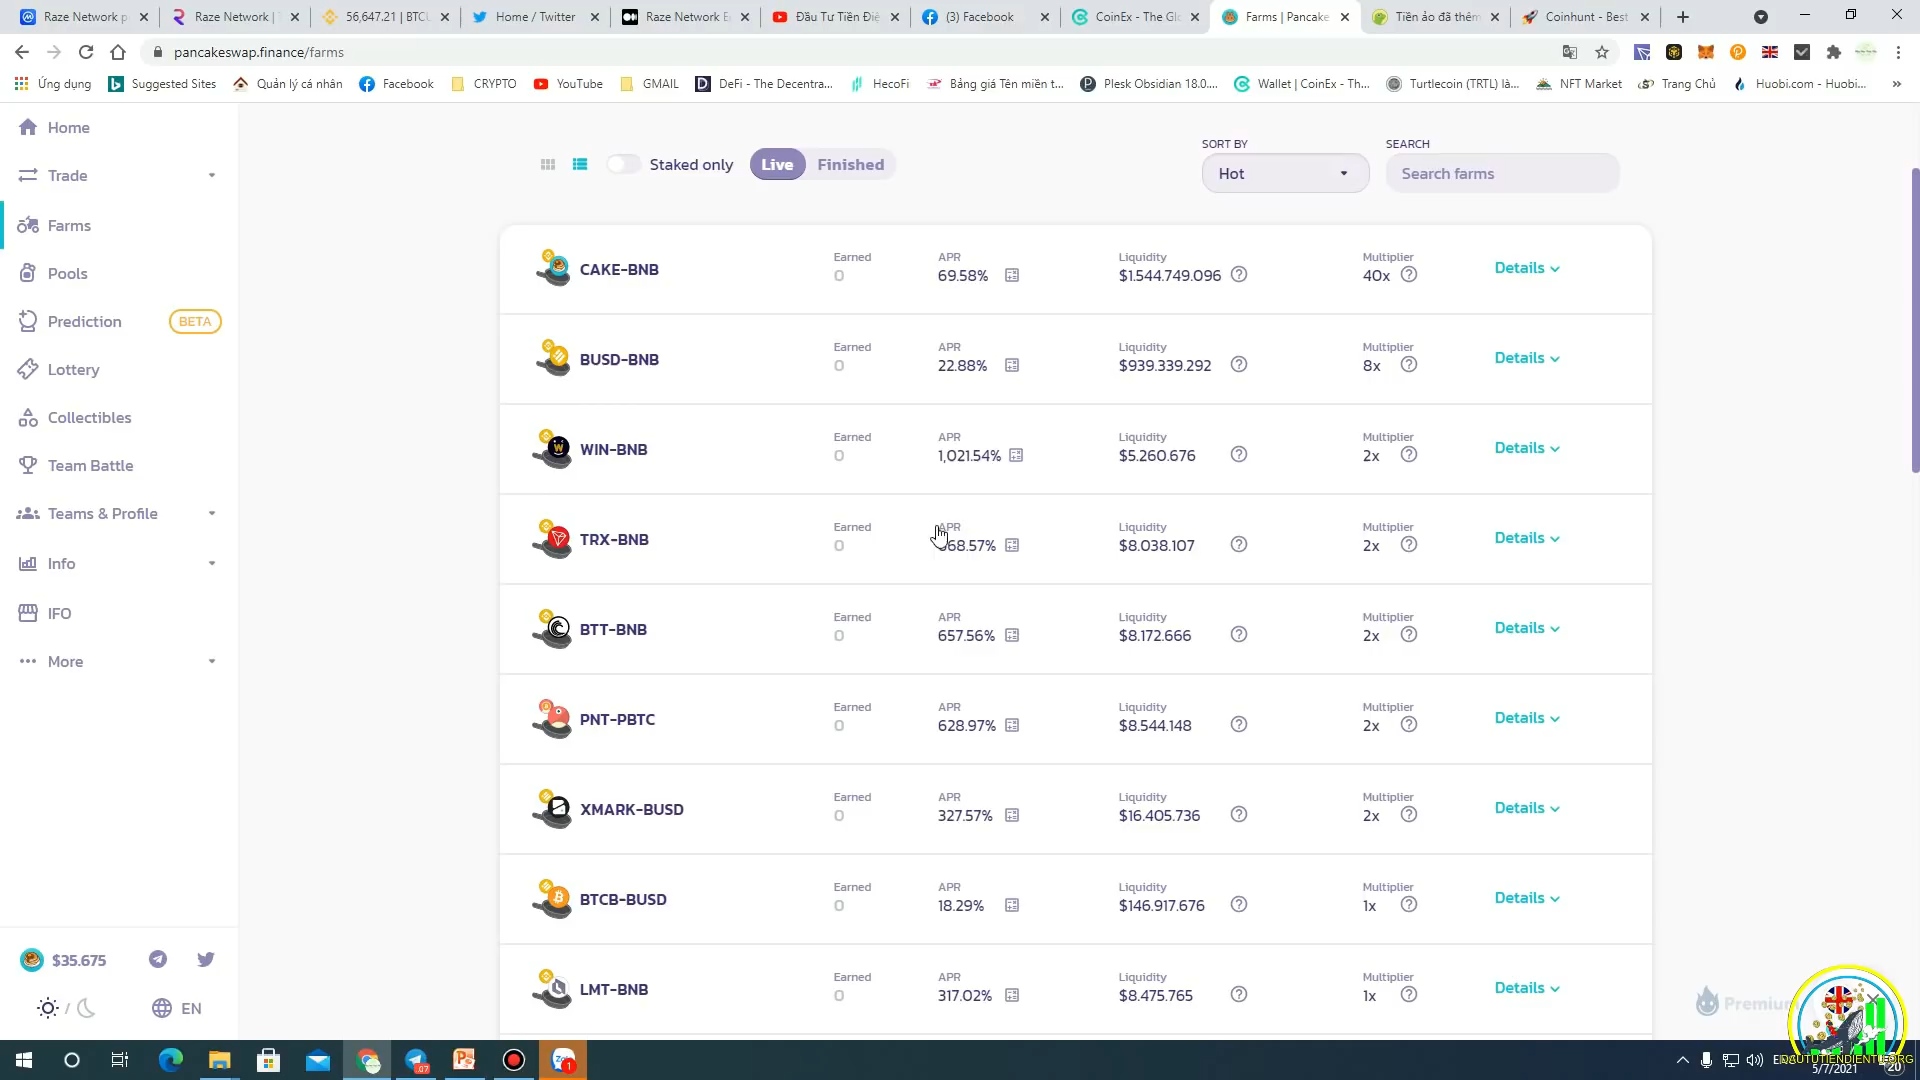 Raze Network p
Raze Network |
56,647.21 | BTCU
Home / Twitter
Raze Network E
Đầu Tư Tiền Điệ
(3) Facebook
CoinEx - The Gl
Farms | Pancake
Tiền ảo đã thêm
Coinhunt - Best
pancakeswap.finance/farms
Ứng dụng
Suggested Sites
Quản lý cá nhân
Facebook
CRYPTO
YouTube
GMAIL
DeFi - The Decentra...
HecoFi
Bảng giá Tên miền t...
Plesk Obsidian 18.0....
Wallet | CoinEx - Th...
Turtlecoin (TRTL) là...
NFT Market
Trang Chủ
Huobi.com - Huobi...
Home
Trade
Farms
Pools
Prediction BETA
Lottery
Collectibles
Team Battle
Teams & Profile
Info
IFO
More
$35.675
EN
Staked only
Live Finished
SORT BY
Hot
SEARCH
Search farms
CAKE-BNB
Earned
0
APR
69.58%
Liquidity
$1.544.749.096
Multiplier
40x
Details
BUSD-BNB
Earned
0
APR
22.88%
Liquidity
$939.339.292
Multiplier
8x
Details
WIN-BNB
Earned
0
APR
1,021.54%
Liquidity
$5.260.676
Multiplier
2x
Details
TRX-BNB
Earned
0
APR
68.57%
Liquidity
$8.038.107
Multiplier
2x
Details
BTT-BNB
Earned
0
APR
657.56%
Liquidity
$8.172.666
Multiplier
2x
Details
PNT-PBTC
Earned
0
APR
628.97%
Liquidity
$8.544.148
Multiplier
2x
Details
XMARK-BUSD
Earned
0
APR
327.57%
Liquidity
$16.405.736
Multiplier
2x
Details
BTCB-BUSD
Earned
0
APR
18.29%
Liquidity
$146.917.676
Multiplier
1x
Details
LMT-BNB
Earned
0
APR
317.02%
Liquidity
$8.475.765
Multiplier
1x
Details
Premium
5/7/2021
20